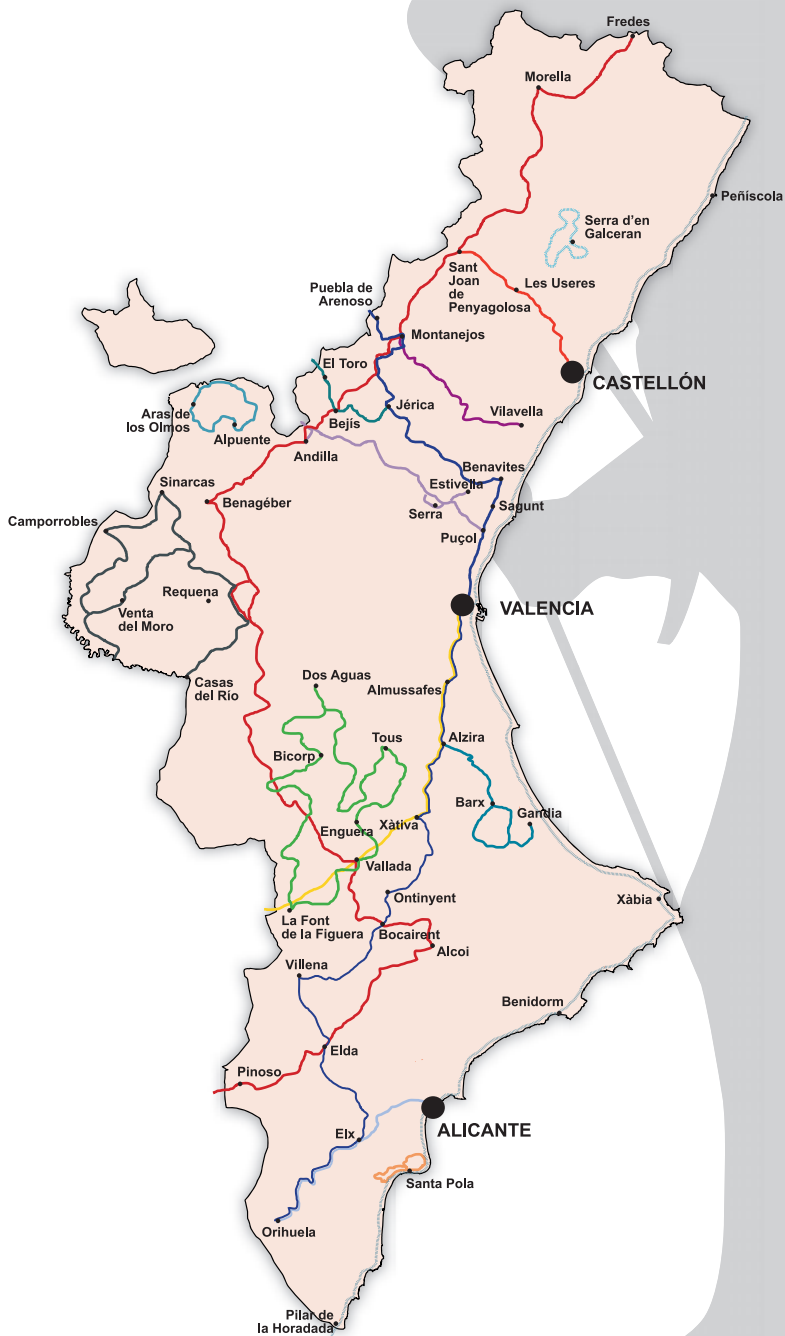 Fredes
Morella
Peñíscola
Serra d'en
Galceran
Sant
Joan
de
Penyagolosa
Les Useres
Puebla de
Arenoso
Montanejos
El Toro
CASTELLÓN
Aras de
los Olmos
Alpuente
Bejís
Jérica
Vilavella
Andilla
Sinarcas
Benavites
Estivella
Benagéber
Serra
Sagunt
Camporrobles
Puçol
Requena
Venta
del Moro
VALENCIA
Casas
del Río
Dos Aguas
Almussafes
Tous
Alzira
Bicorp
Barx
Gandia
Enguera
Xàtiva
Vallada
Ontinyent
Xàbia
La Font
de la Figuera
Bocairent
Alcoi
Villena
Benidorm
Elda
Pinoso
Elx
ALICANTE
Santa Pola
Orihuela
Pilar de
la Horadada